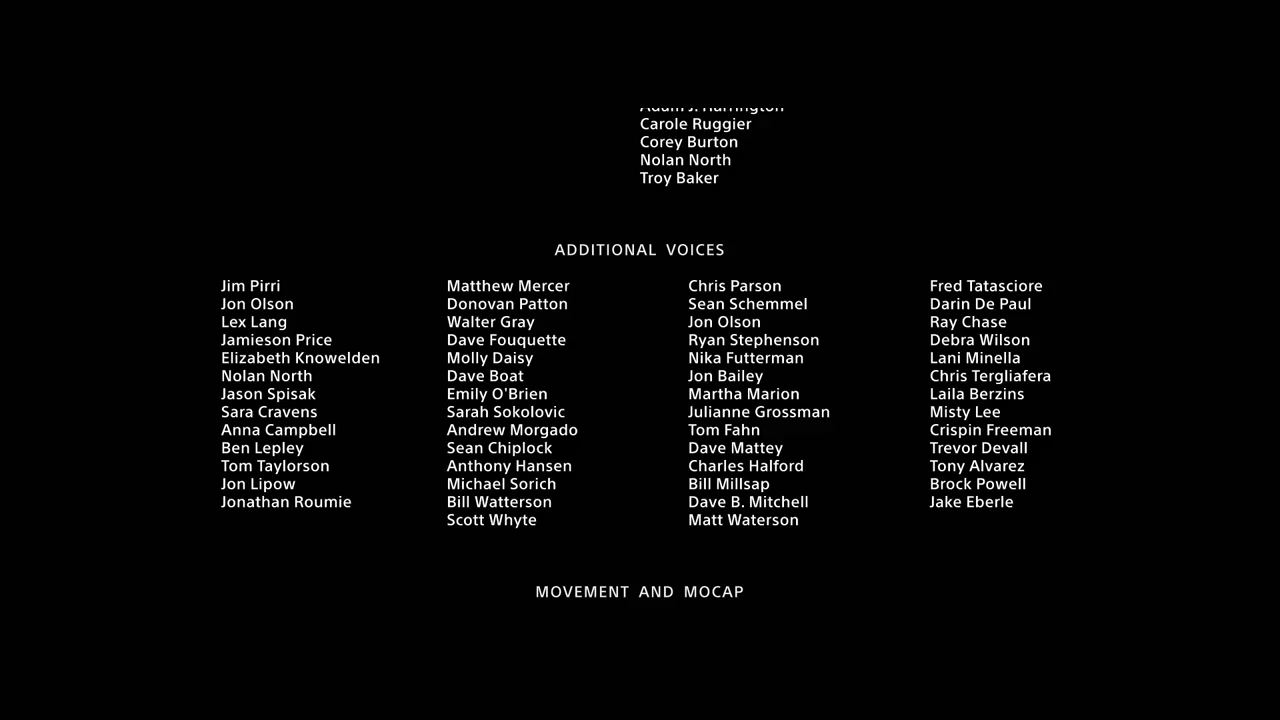 Adam J. Harrington
Carole Ruggier
Corey Burton
Nolan North
Troy Baker
ADDITIONAL VOICES
Jim Pirri
Jon Olson
Lex Lang
Jamieson Price
Elizabeth Knowelden
Nolan North
Jason Spisak
Sara Cravens
Anna Campbell
Ben Lepley
Tom Taylorson
Jon Lipow
Jonathan Roumie
Matthew Mercer
Donovan Patton
Walter Gray
Dave Fouquette
Molly Daisy
Dave Boat
Emily O'Brien
Sarah Sokolovic
Andrew Morgado
Sean Chiplock
Anthony Hansen
Michael Sorich
Bill Watterson
Scott Whyte
Chris Parson
Sean Schemmel
Jon Olson
Ryan Stephenson
Nika Futterman
Jon Bailey
Martha Marion
Julianne Grossman
Tom Fahn
Dave Mattey
Charles Halford
Bill Millsap
Dave B. Mitchell
Matt Waterson
Fred Tatasciore
Darin De Paul
Ray Chase
Debra Wilson
Lani Minella
Chris Tergliafera
Laila Berzins
Misty Lee
Crispin Freeman
Trevor Devall
Tony Alvarez
Brock Powell
Jake Eberle
MOVEMENT AND MOCAP